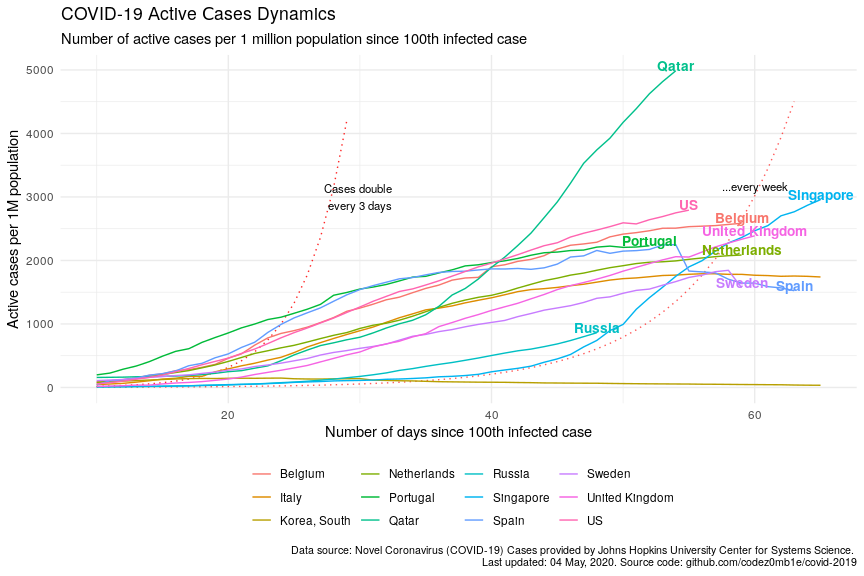 COVID-19 Active Cases Dynamics
Number of active cases per 1 million population since 100th infected case
Active cases per 1M population
5000
4000
3000
2000
1000
0
Qatar
Cases double
every 3 days
...every week
Singapore
US
Belgium
United Kingdom
Portugal
Netherlands
Sweden
Spain
Russia
20
40
60
Number of days since 100th infected case
Belgium
Netherlands
Russia
Sweden
Italy
Portugal
Singapore
United Kingdom
Korea, South
Qatar
Spain
US
Data source: Novel Coronavirus (COVID-19) Cases provided by Johns Hopkins University Center for Systems Science.
Last updated: 04 May, 2020. Source code: github.com/codez0mb1e/covid-2019